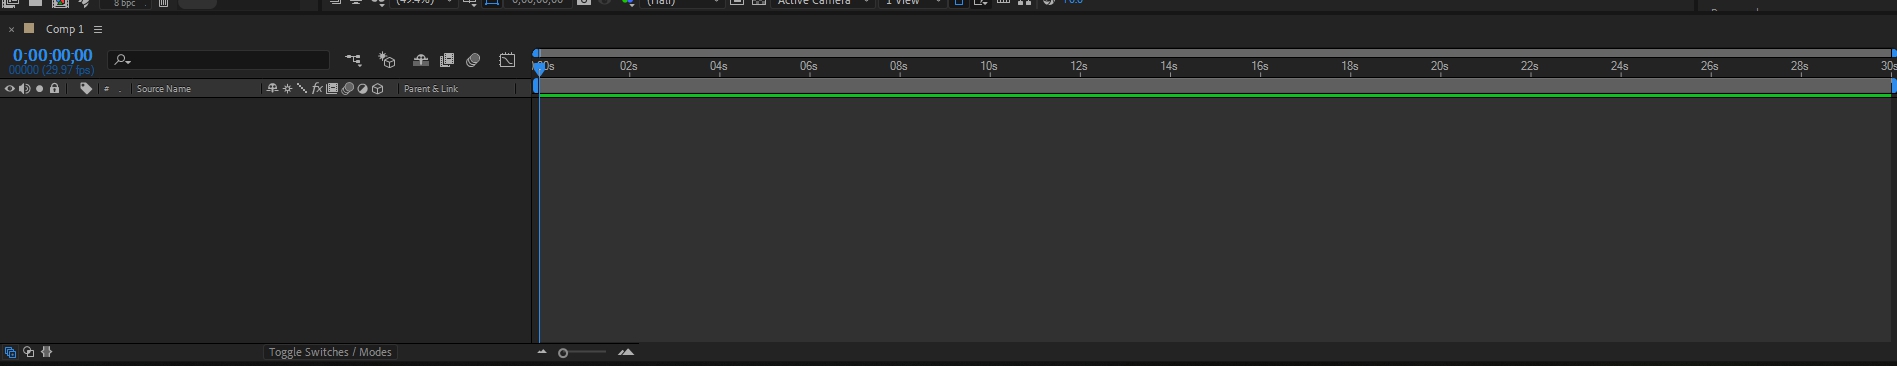 8 bpc (49.4%) 0;00;00;00 (Half) Active Camera 1 View +0.0
Comp 1
0;00;00;00
00000 (29.97 fps)
:00s 02s 04s 06s 08s 10s 12s 14s 16s 18s 20s 22s 24s 26s 28s 30s
# . Source Name fx Parent & Link
Toggle Switches / Modes